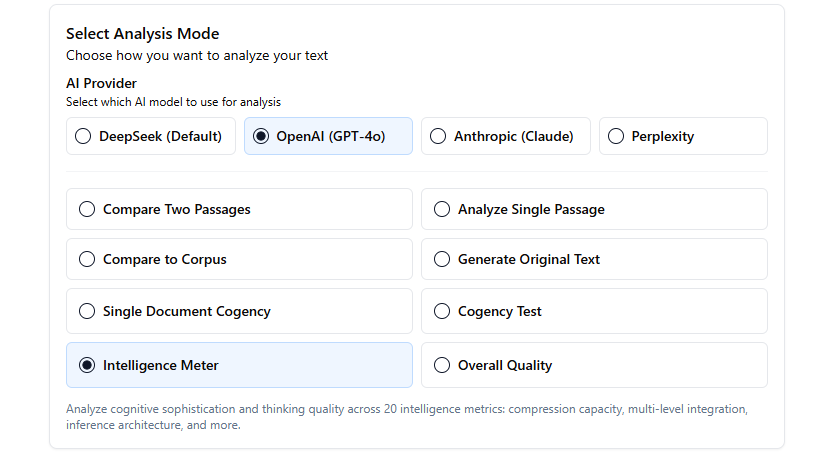 Select Analysis Mode
Choose how you want to analyze your text
AI Provider
Select which AI model to use for analysis
DeepSeek (Default) OpenAI (GPT-4o) Anthropic (Claude) Perplexity
Compare Two Passages Analyze Single Passage
Compare to Corpus Generate Original Text
Single Document Cogency Cogency Test
Intelligence Meter Overall Quality
Analyze cognitive sophistication and thinking quality across 20 intelligence metrics: compression capacity, multi-level integration,
inference architecture, and more.